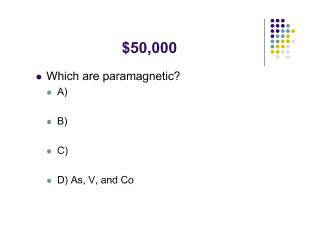 $50,000
Which are paramagnetic?
A)
B)
C)
D) As, V, and Co